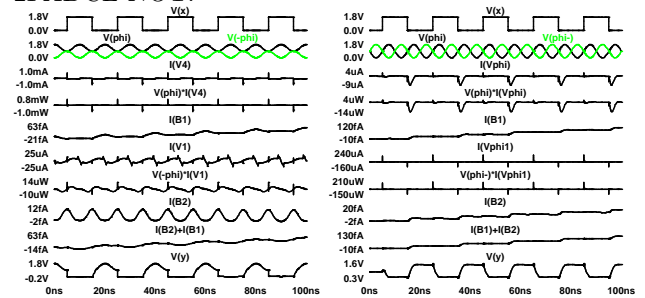 V(x)
1.8V
0.0V
V(phi) V(-phi)
1.8V
0.0V
I(V4)
1.0mA
-1.0mA
V(phi)*I(V4)
0.8mW
-1.0mW
I(B1)
63fA
-21fA
I(V1)
25uA
-25uA
V(-phi)*I(V1)
14uW
-10uW
I(B2)
12fA
-2fA
I(B2)+I(B1)
63fA
-14fA
V(y)
1.8V
-0.2V
0ns 20ns 40ns 60ns 80ns 100ns
V(x)
1.8V
0.0V
V(phi) V(phi-)
1.8V
0.0V
I(Vphi)
4uA
-9uA
V(phi)*I(Vphi)
4uW
-14uW
I(B1)
120fA
-10fA
I(Vphi1)
240uA
-160uA
V(phi-)*I(Vphi1)
210uW
-150uW
I(B2)
20fA
-2fA
I(B1)+I(B2)
130fA
-10fA
V(y)
1.6V
0.3V
0ns 20ns 40ns 60ns 80ns 100ns